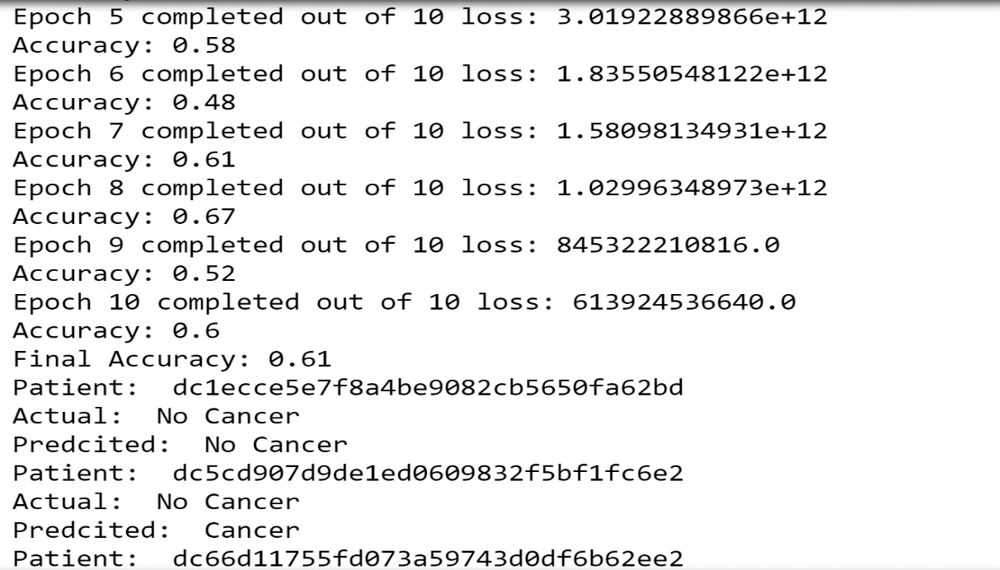 Epoch 5 completed out of 10 loss: 3.01922889866e+12
Accuracy: 0.58
Epoch 6 completed out of 10 loss: 1.83550548122e+12
Accuracy: 0.48
Epoch 7 completed out of 10 loss: 1.58098134931e+12
Accuracy: 0.61
Epoch 8 completed out of 10 loss: 1.02996348973e+12
Accuracy: 0.67
Epoch 9 completed out of 10 loss: 845322210816.0
Accuracy: 0.52
Epoch 10 completed out of 10 loss: 613924536640.0
Accuracy: 0.6
Final Accuracy: 0.61
Patient:  dc1ecce5e7f8a4be9082cb5650fa62bd
Actual:  No Cancer
Predcited:  No Cancer
Patient:  dc5cd907d9de1ed0609832f5bf1fc6e2
Actual:  No Cancer
Predcited:  Cancer
Patient:  dc66d11755fd073a59743d0df6b62ee2